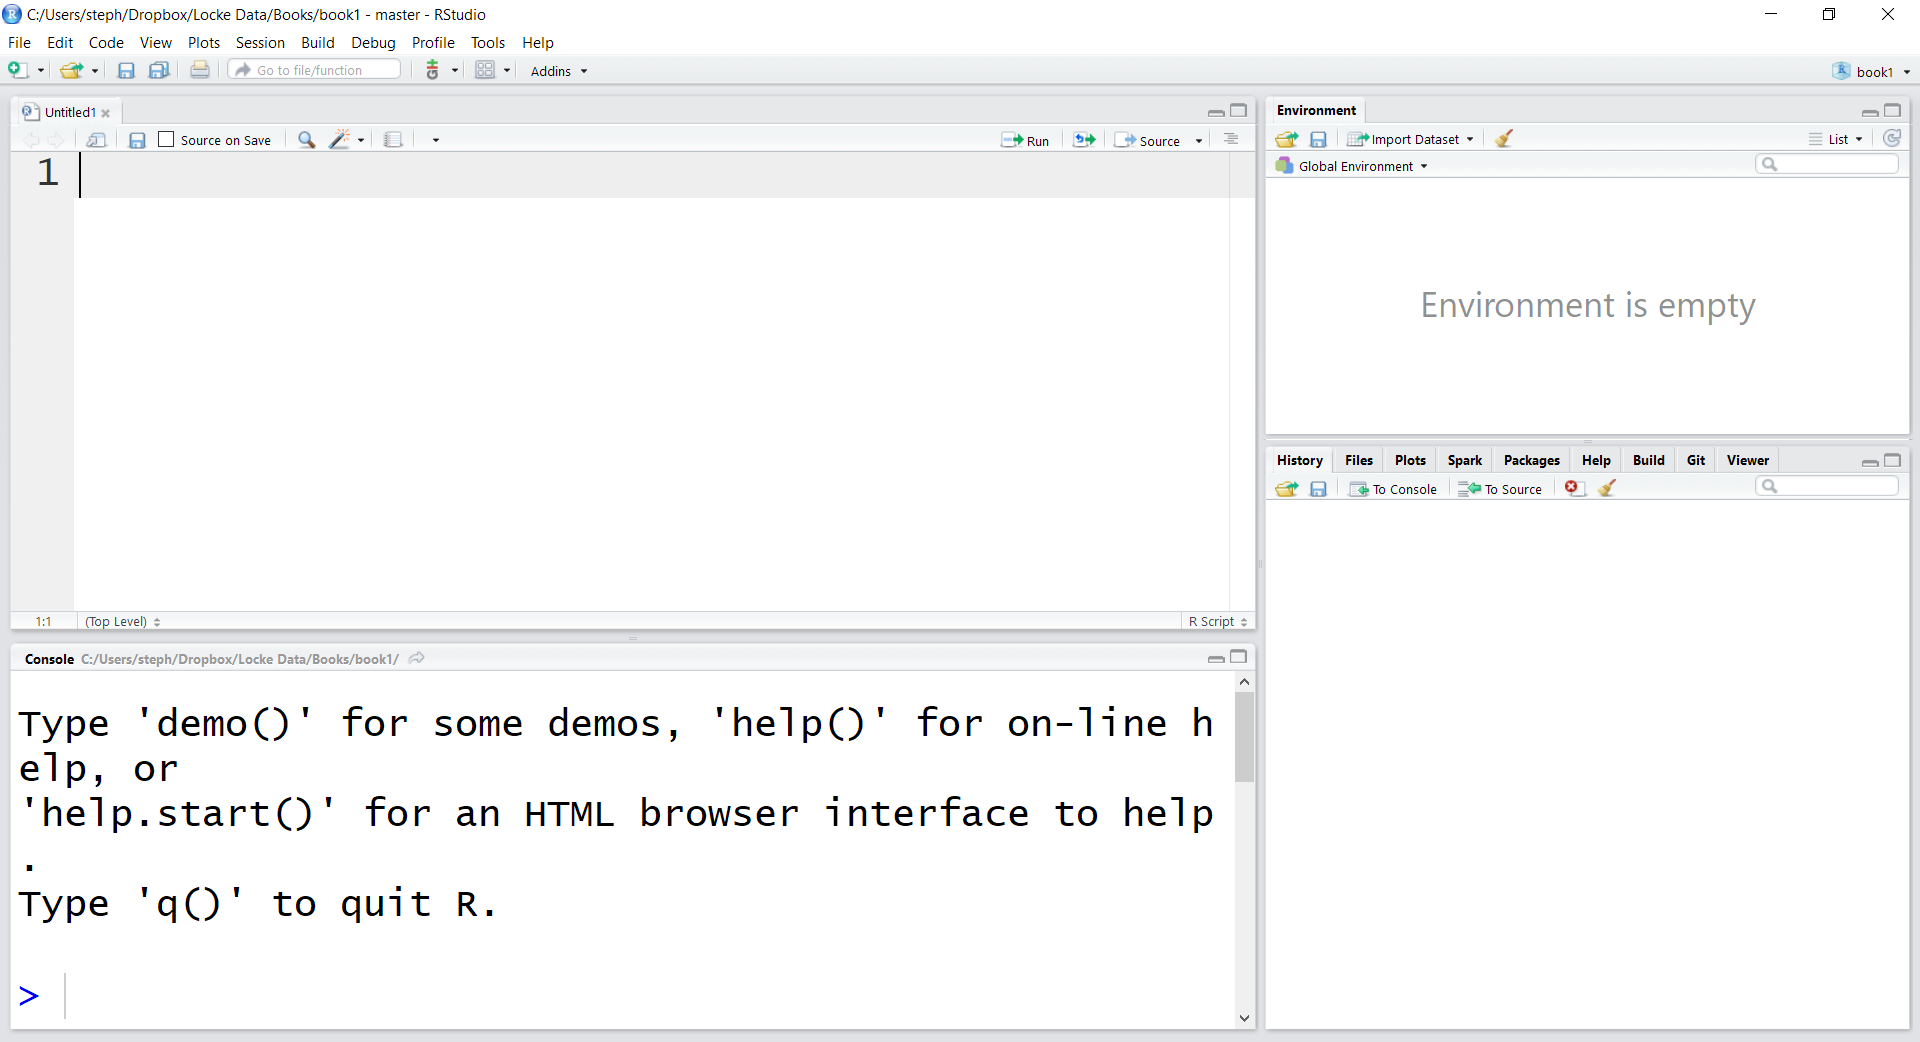 C:/Users/steph/Dropbox/Locke Data/Books/book1 - master - RStudio
File Edit Code View Plots Session Build Debug Profile Tools Help
Go to file/function Addins book1
Untitled1
Source on Save Run Source
1
1:1 (Top Level) R Script
Console C:/Users/steph/Dropbox/Locke Data/Books/book1/
Type 'demo()' for some demos, 'help()' for on-line h
elp, or
'help.start()' for an HTML browser interface to help
.
Type 'q()' to quit R.
>
Environment
Import Dataset List
Global Environment
Environment is empty
History Files Plots Spark Packages Help Build Git Viewer
To Console To Source